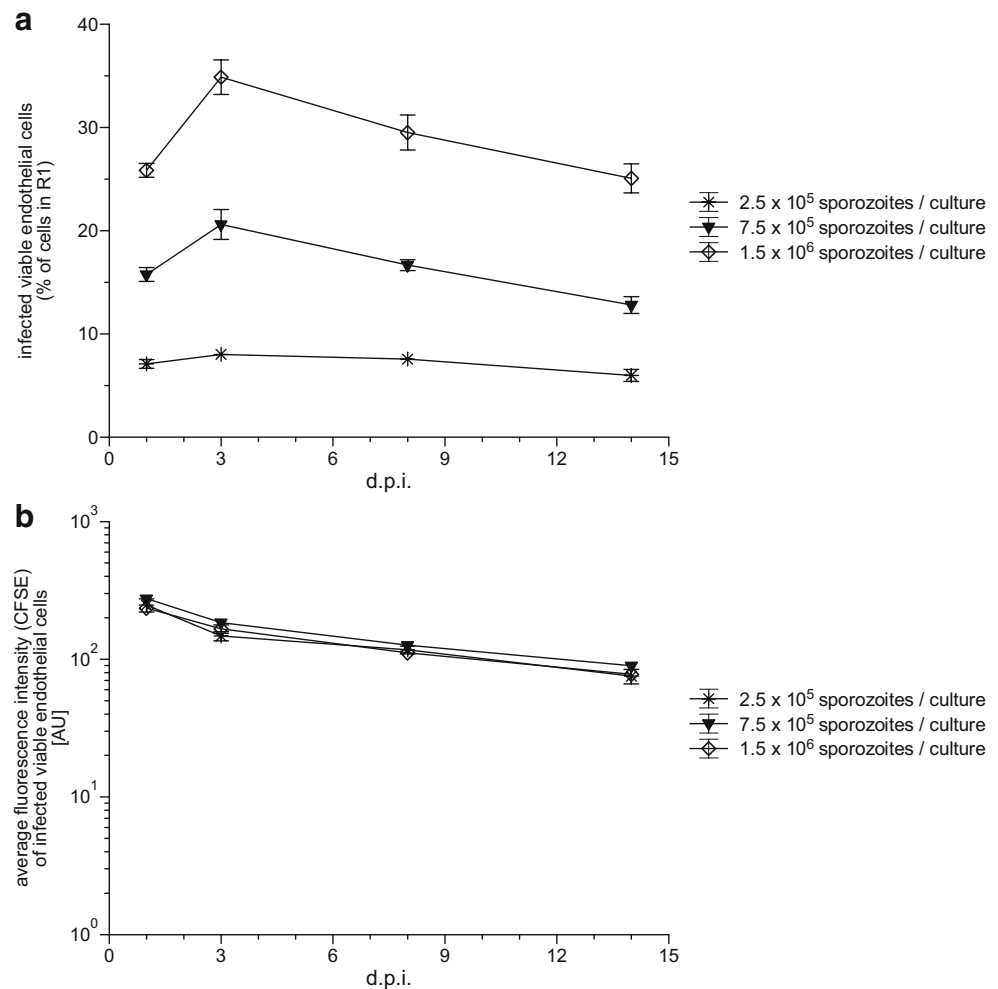 a
40
30
20
10
0
0 3 6 9 12 15
infected viable endothelial cells
(% of cells in R1)
d.p.i.
2.5 x 10⁵ sporozoites / culture
7.5 x 10⁵ sporozoites / culture
1.5 x 10⁶ sporozoites / culture
b
10³
10²
10¹
10⁰
0 3 6 9 12 15
average fluorescence intensity (CFSE)
of infected viable endothelial cells
[AU]
d.p.i.
2.5 x 10⁵ sporozoites / culture
7.5 x 10⁵ sporozoites / culture
1.5 x 10⁶ sporozoites / culture